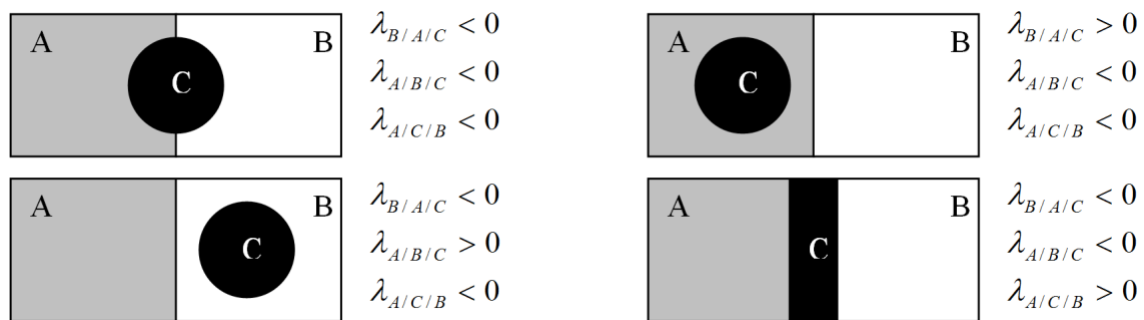 A B C
λ_{B/A/C} < 0
λ_{A/B/C} < 0
λ_{A/C/B} < 0
A B C
λ_{B/A/C} > 0
λ_{A/B/C} < 0
λ_{A/C/B} < 0
A B C
λ_{B/A/C} < 0
λ_{A/B/C} > 0
λ_{A/C/B} < 0
A B C
λ_{B/A/C} < 0
λ_{A/B/C} < 0
λ_{A/C/B} > 0